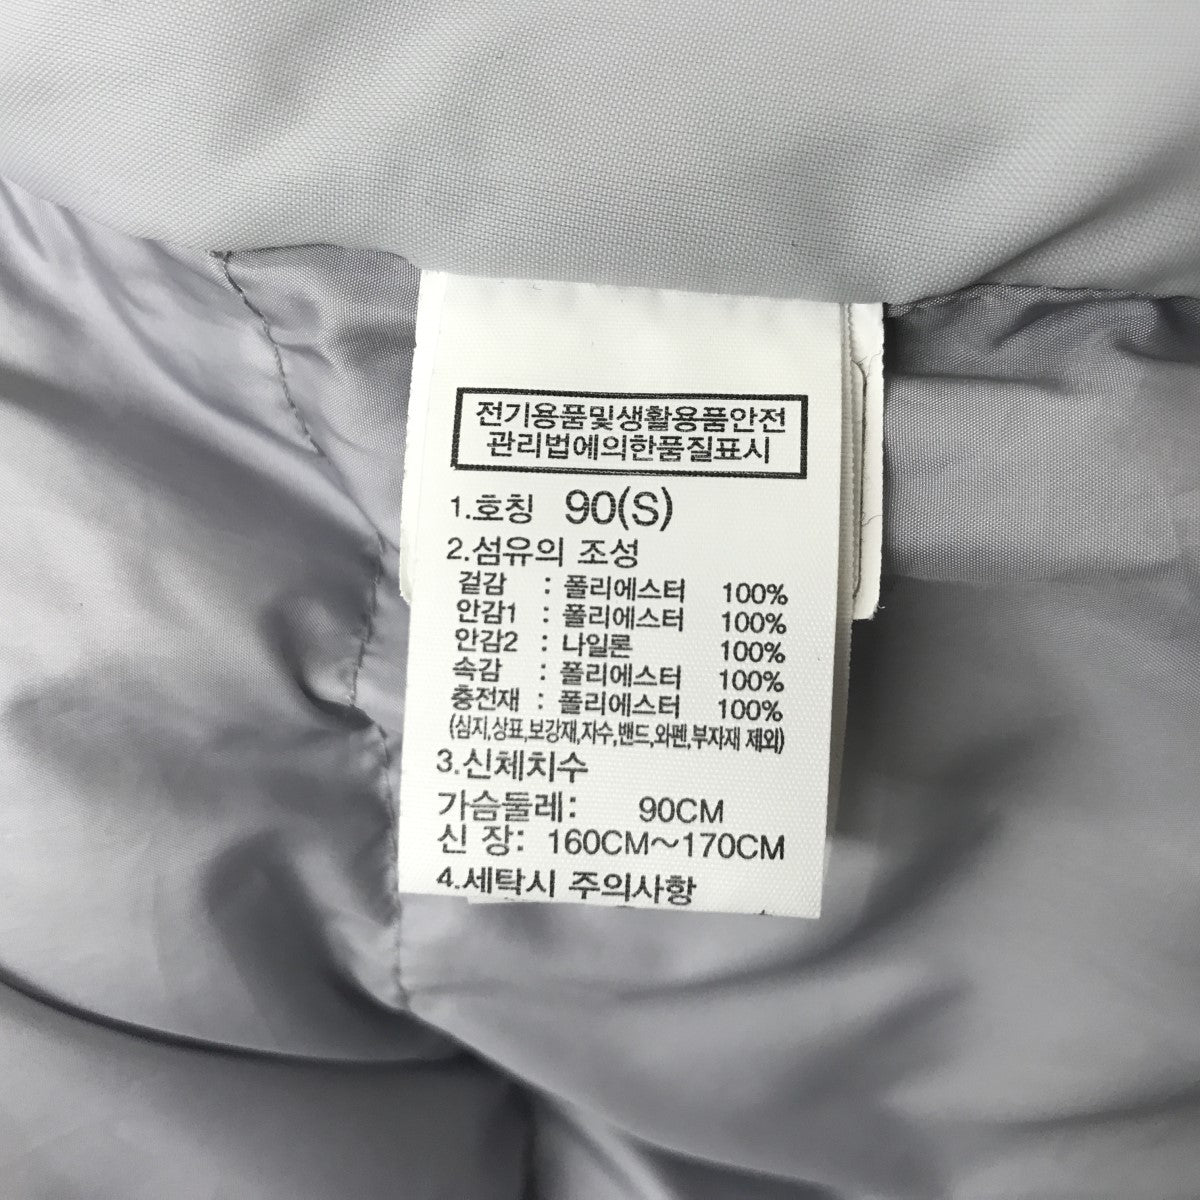 전기용품및생활용품안전
관리법에의한품질표시
1.호칭 90(S)
2.섬유의 조성
겉감 : 폴리에스터 100%
안감1 : 폴리에스터 100%
안감2 : 나일론 100%
속감 : 폴리에스터 100%
충전재 : 폴리에스터 100%
(심지,상표,보강재,자수,밴드,와펜,부자재 제외)
3.신체치수
가슴둘레: 90CM
신 장: 160CM~170CM
4.세탁시 주의사항